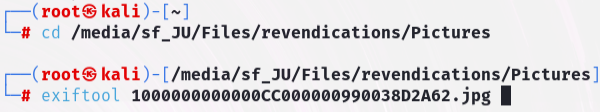 ┌──(root㉿kali)-[~]
└─# cd /media/sf_JU/Files/revendications/Pictures
┌──(root㉿kali)-[/media/sf_JU/Files/revendications/Pictures]
└─# exiftool 1000000000000CC000000990038D2A62.jpg